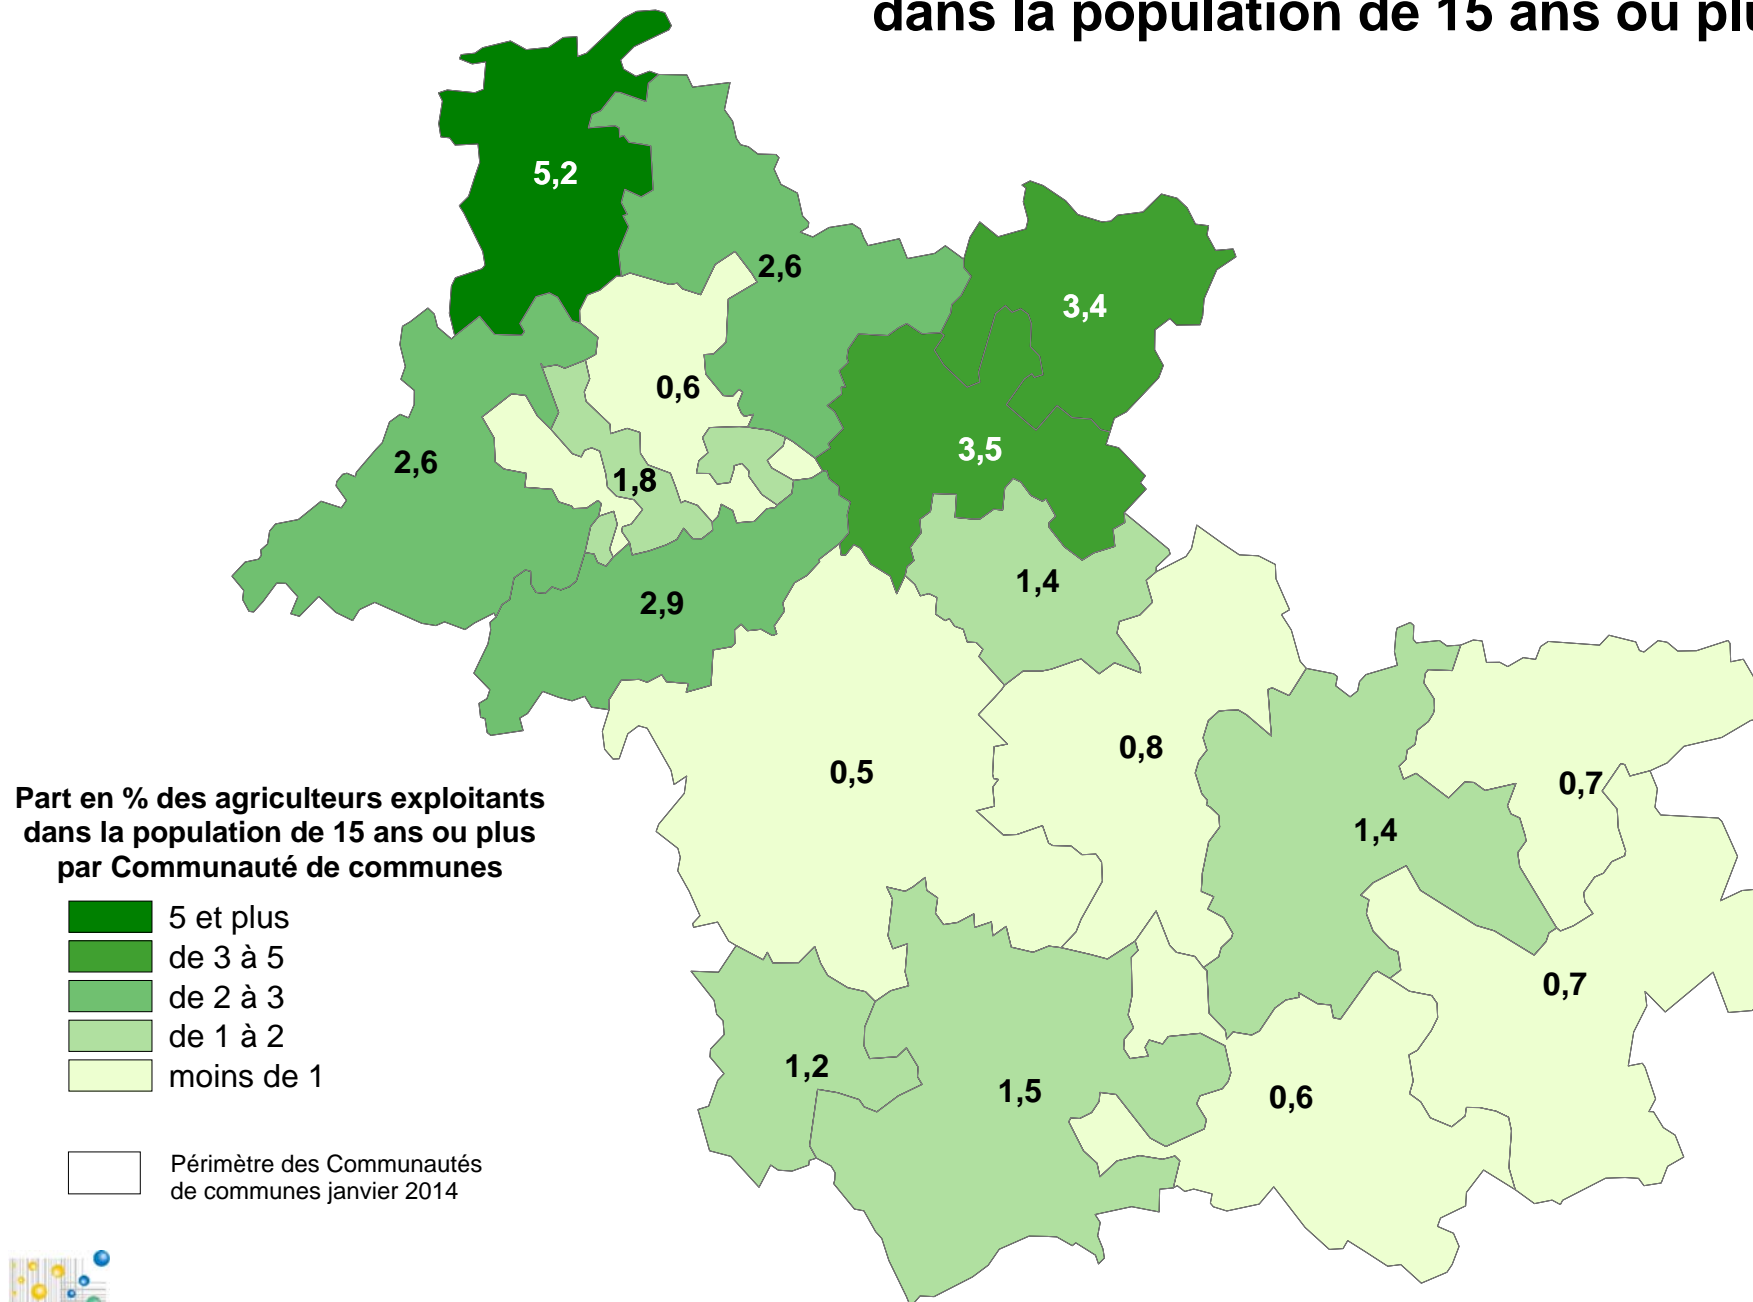 dans la population de 15 ans ou plu
5,2
2,6
3,4
0,6
3,5
2,6
1,8
1,4
2,9
0,8
0,5
0,7
1,4
Part en % des agriculteurs exploitants
dans la population de 15 ans ou plus
par Communauté de communes
5 et plus
de 3 à 5
de 2 à 3
de 1 à 2
moins de 1
0,7
1,2
1,5
0,6
Périmètre des Communautés
de communes janvier 2014